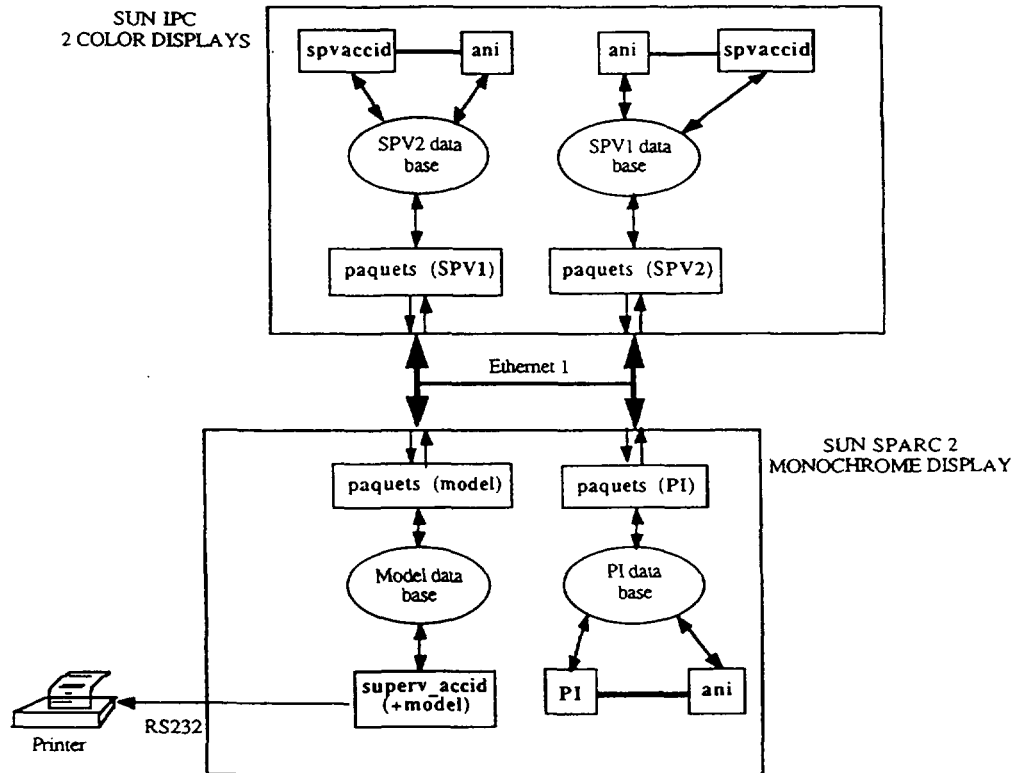 SUN IPC
2 COLOR DISPLAYS
spvaccid
ani
ani
spvaccid
SPV2 data
base
SPV1 data
base
paquets (SPV1)
paquets (SPV2)
Ethernet 1
SUN SPARC 2
MONOCHROME DISPLAY
paquets (model)
paquets (PI)
Model data
base
PI data
base
superv_accid
(+model)
PI
ani
RS232
Printer